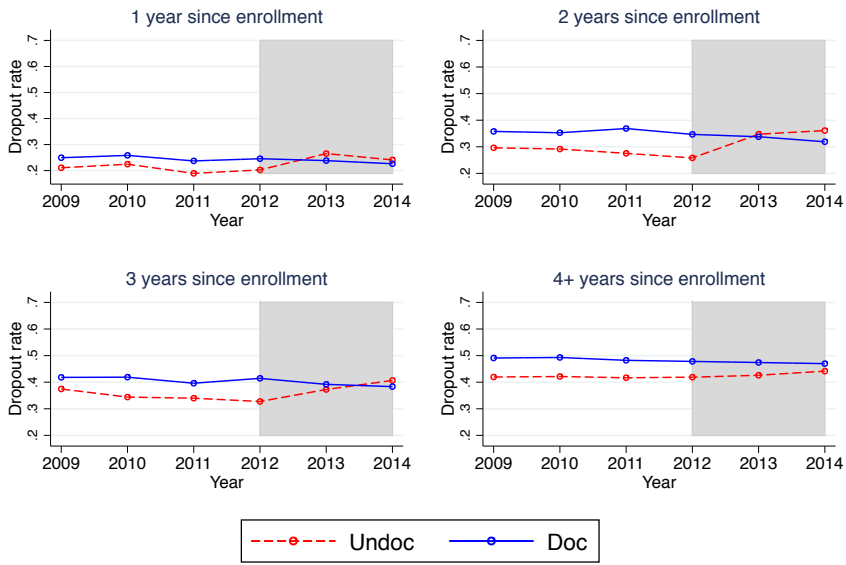 1 year since enrollment
Dropout rate
.2 .3 .4 .5 .6 .7
2009 2010 2011 2012 2013 2014
Year
2 years since enrollment
Dropout rate
.2 .3 .4 .5 .6 .7
2009 2010 2011 2012 2013 2014
Year
3 years since enrollment
Dropout rate
.2 .3 .4 .5 .6 .7
2009 2010 2011 2012 2013 2014
Year
4+ years since enrollment
Dropout rate
.2 .3 .4 .5 .6 .7
2009 2010 2011 2012 2013 2014
Year
Undoc Doc